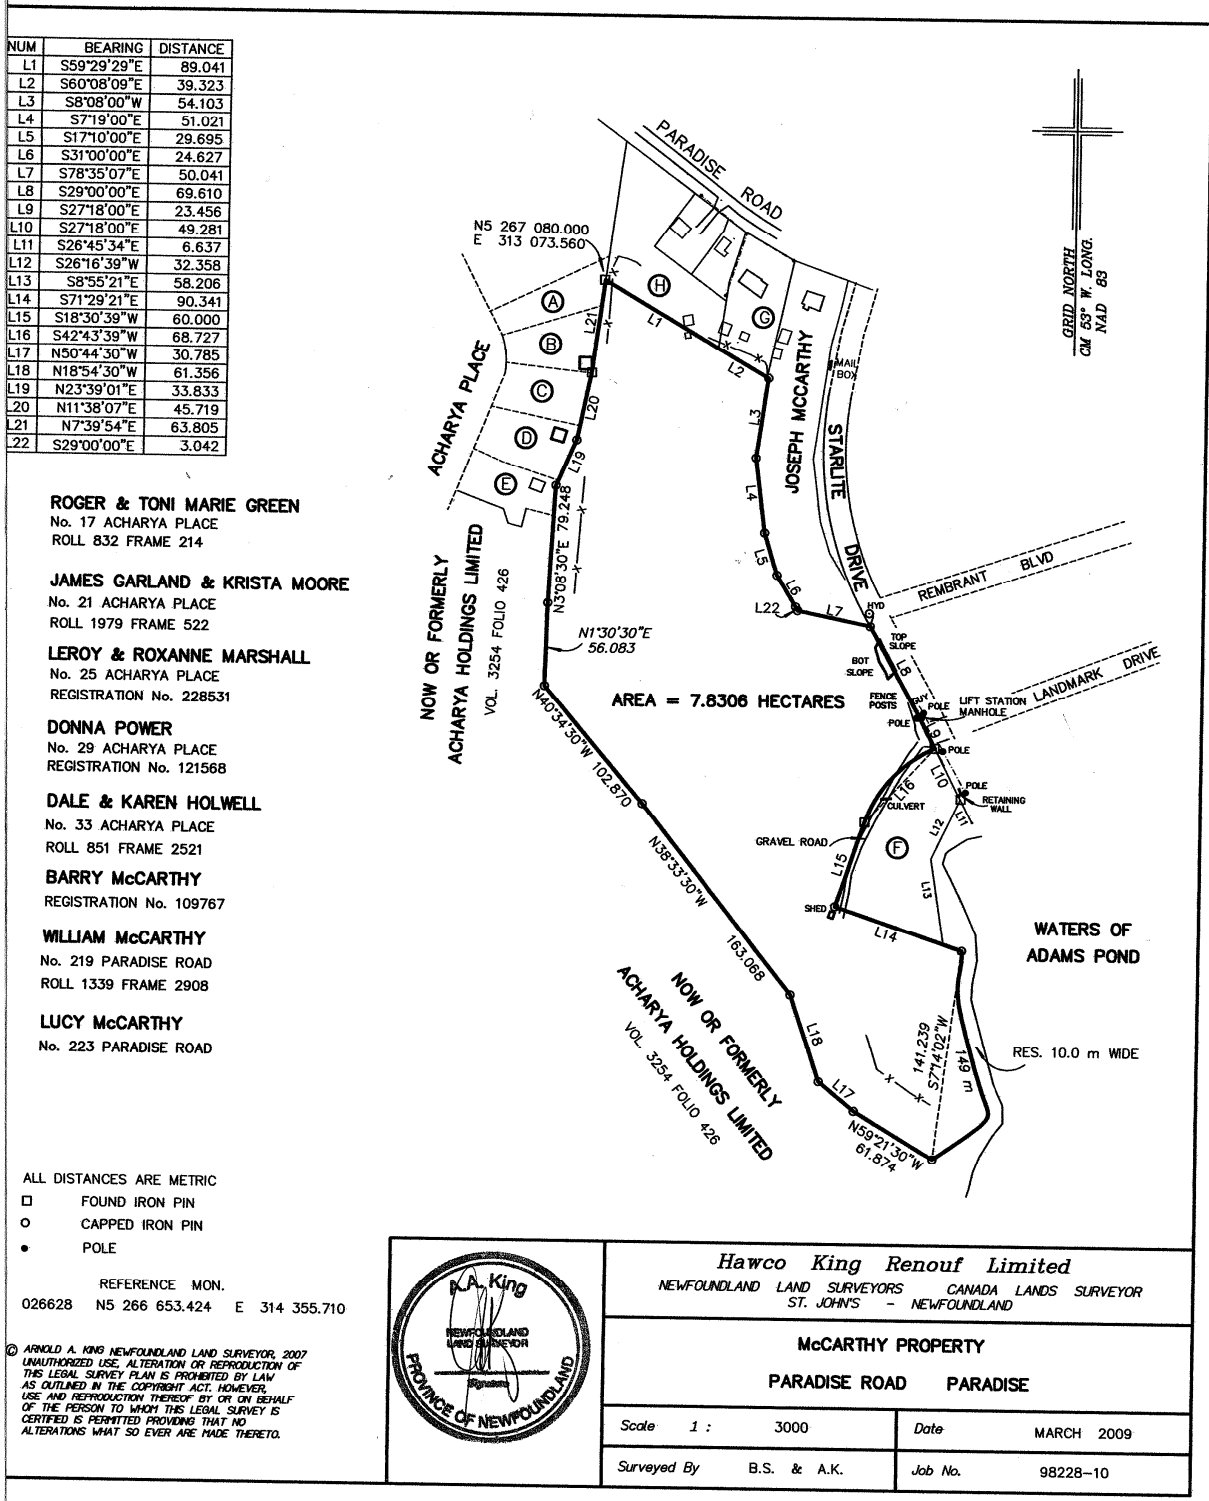 NUM BEARING DISTANCE
L1 S59°29'29"E 89.041
L2 S60°08'09"E 39.323
L3 S8°08'00"W 54.103
L4 S7°19'00"E 51.021
L5 S17°10'00"E 29.695
L6 S31°00'00"E 24.627
L7 S78°35'07"E 50.041
L8 S29°00'00"E 69.610
L9 S27°18'00"E 23.456
L10 S27°18'00"E 49.281
L11 S26°45'34"E 6.637
L12 S26°16'39"W 32.358
L13 S8°55'21"E 58.206
L14 S71°29'21"E 90.341
L15 S18°30'39"W 60.000
L16 S42°43'39"W 68.727
L17 N50°44'30"W 30.785
L18 N18°54'30"W 61.356
L19 N23°39'01"E 33.833
L20 N11°38'07"E 45.719
L21 N7°39'54"E 63.805
L22 S29°00'00"E 3.042
ROGER & TONI MARIE GREEN
No. 17 ACHARYA PLACE
ROLL 832 FRAME 214
JAMES GARLAND & KRISTA MOORE
No. 21 ACHARYA PLACE
ROLL 1979 FRAME 522
LEROY & ROXANNE MARSHALL
No. 25 ACHARYA PLACE
REGISTRATION No. 228531
DONNA POWER
No. 29 ACHARYA PLACE
REGISTRATION No. 121568
DALE & KAREN HOLWELL
No. 33 ACHARYA PLACE
ROLL 851 FRAME 2521
BARRY McCARTHY
REGISTRATION No. 109767
WILLIAM McCARTHY
No. 219 PARADISE ROAD
ROLL 1339 FRAME 2908
LUCY McCARTHY
No. 223 PARADISE ROAD
ALL DISTANCES ARE METRIC
FOUND IRON PIN
CAPPED IRON PIN
POLE
REFERENCE MON.
026628 N5 266 653.424 E 314 355.710
© ARNOLD A. KING NEWFOUNDLAND LAND SURVEYOR, 2007
UNAUTHORIZED USE, ALTERATION OR REPRODUCTION OF
THIS LEGAL SURVEY PLAN IS PROHIBITED BY LAW
AS OUTLINED IN THE COPYRIGHT ACT. HOWEVER,
USE AND REPRODUCTION THEREOF BY OR ON BEHALF
OF THE PERSON TO WHOM THIS LEGAL SURVEY IS
CERTIFIED IS PERMITTED PROVIDING THAT NO
ALTERATIONS WHAT SO EVER ARE MADE THERETO.
PARADISE ROAD
N5 267 080.000
E 313 073.560
GRID NORTH
CM 53° W. LONG.
NAD 83
A
B
C
D
E
H
G
L21
L1
L2
L20
L3
L19
L4
L5
L6
L22
L7
ACHARYA PLACE
JOSEPH MCCARTHY
MAIL
BOX
STARLITE DRIVE
REMBRANT BLVD
LANDMARK DRIVE
HYD
TOP
SLOPE
BOT
SLOPE
L8
FENCE
POSTS
GUY
POLE
POLE
LIFT STATION
MANHOLE
L9
POLE
L10
POLE
RETAINING
WALL
L11
L12
L16
CULVERT
GRAVEL ROAD
F
L15
L13
SHED
L14
NOW OR FORMERLY
ACHARYA HOLDINGS LIMITED
VOL. 3254 FOLIO 426
N3°08'30"E 79.248
N1°30'30"E
56.083
AREA = 7.8306 HECTARES
N40°34'30"W 102.870
N38°33'30"W 163.068
WATERS OF
ADAMS POND
NOW OR FORMERLY
ACHARYA HOLDINGS LIMITED
VOL. 3254 FOLIO 426
L18
L17
N59°21'30"W
61.874
141.239
S7°14'02"W
149 m
RES. 10.0 m WIDE
A.A. King
NEWFOUNDLAND
LAND SURVEYOR
Signature
PROVINCE OF NEWFOUNDLAND
Hawco King Renouf Limited
NEWFOUNDLAND LAND SURVEYORS CANADA LANDS SURVEYOR
ST. JOHN'S – NEWFOUNDLAND
McCARTHY PROPERTY
PARADISE ROAD PARADISE
Scale 1 : 3000
Date MARCH 2009
Surveyed By B.S. & A.K.
Job No. 98228-10